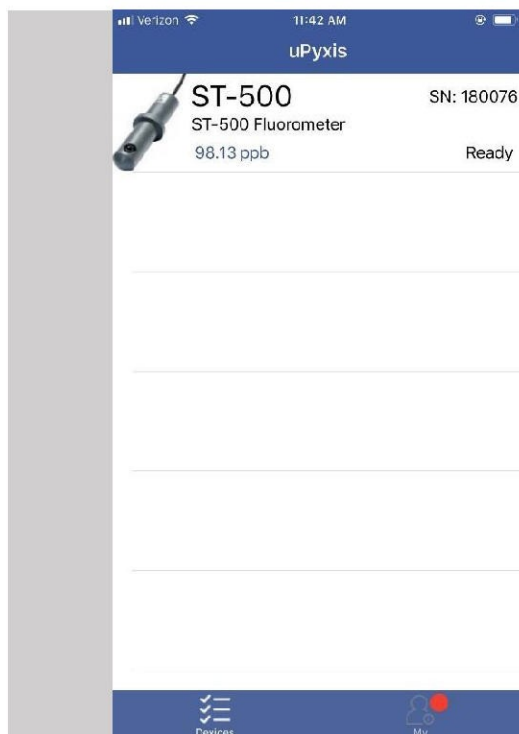 Verizon 11:42 AM
uPyxis
ST-500 SN: 180076
ST-500 Fluorometer
98.13 ppb Ready
Devices My